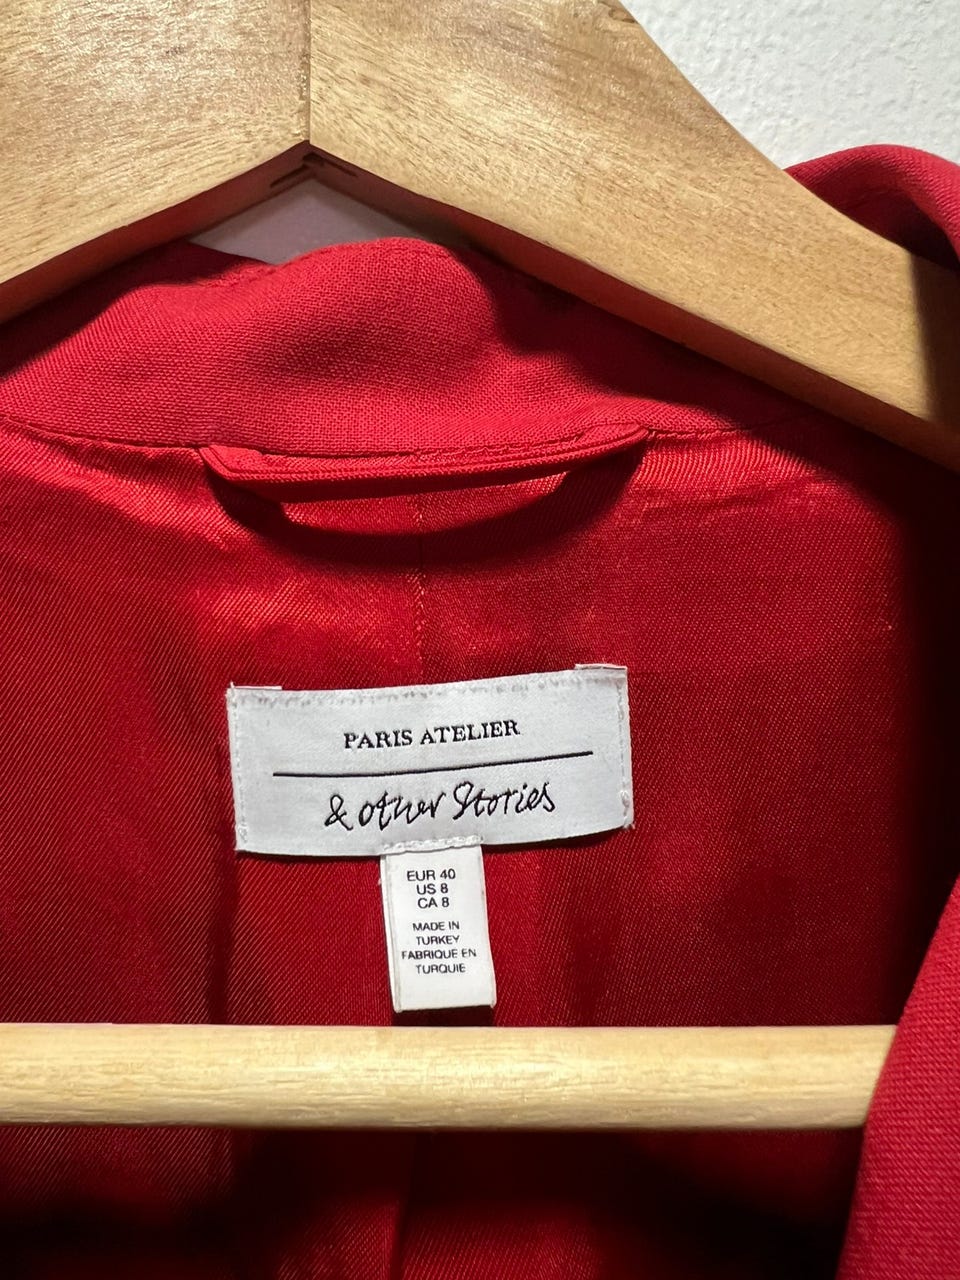 PARIS ATELIER
& other Stories
EUR 40
US 8
CA 8
MADE IN
TURKEY
FABRIQUE EN
TURQUIE